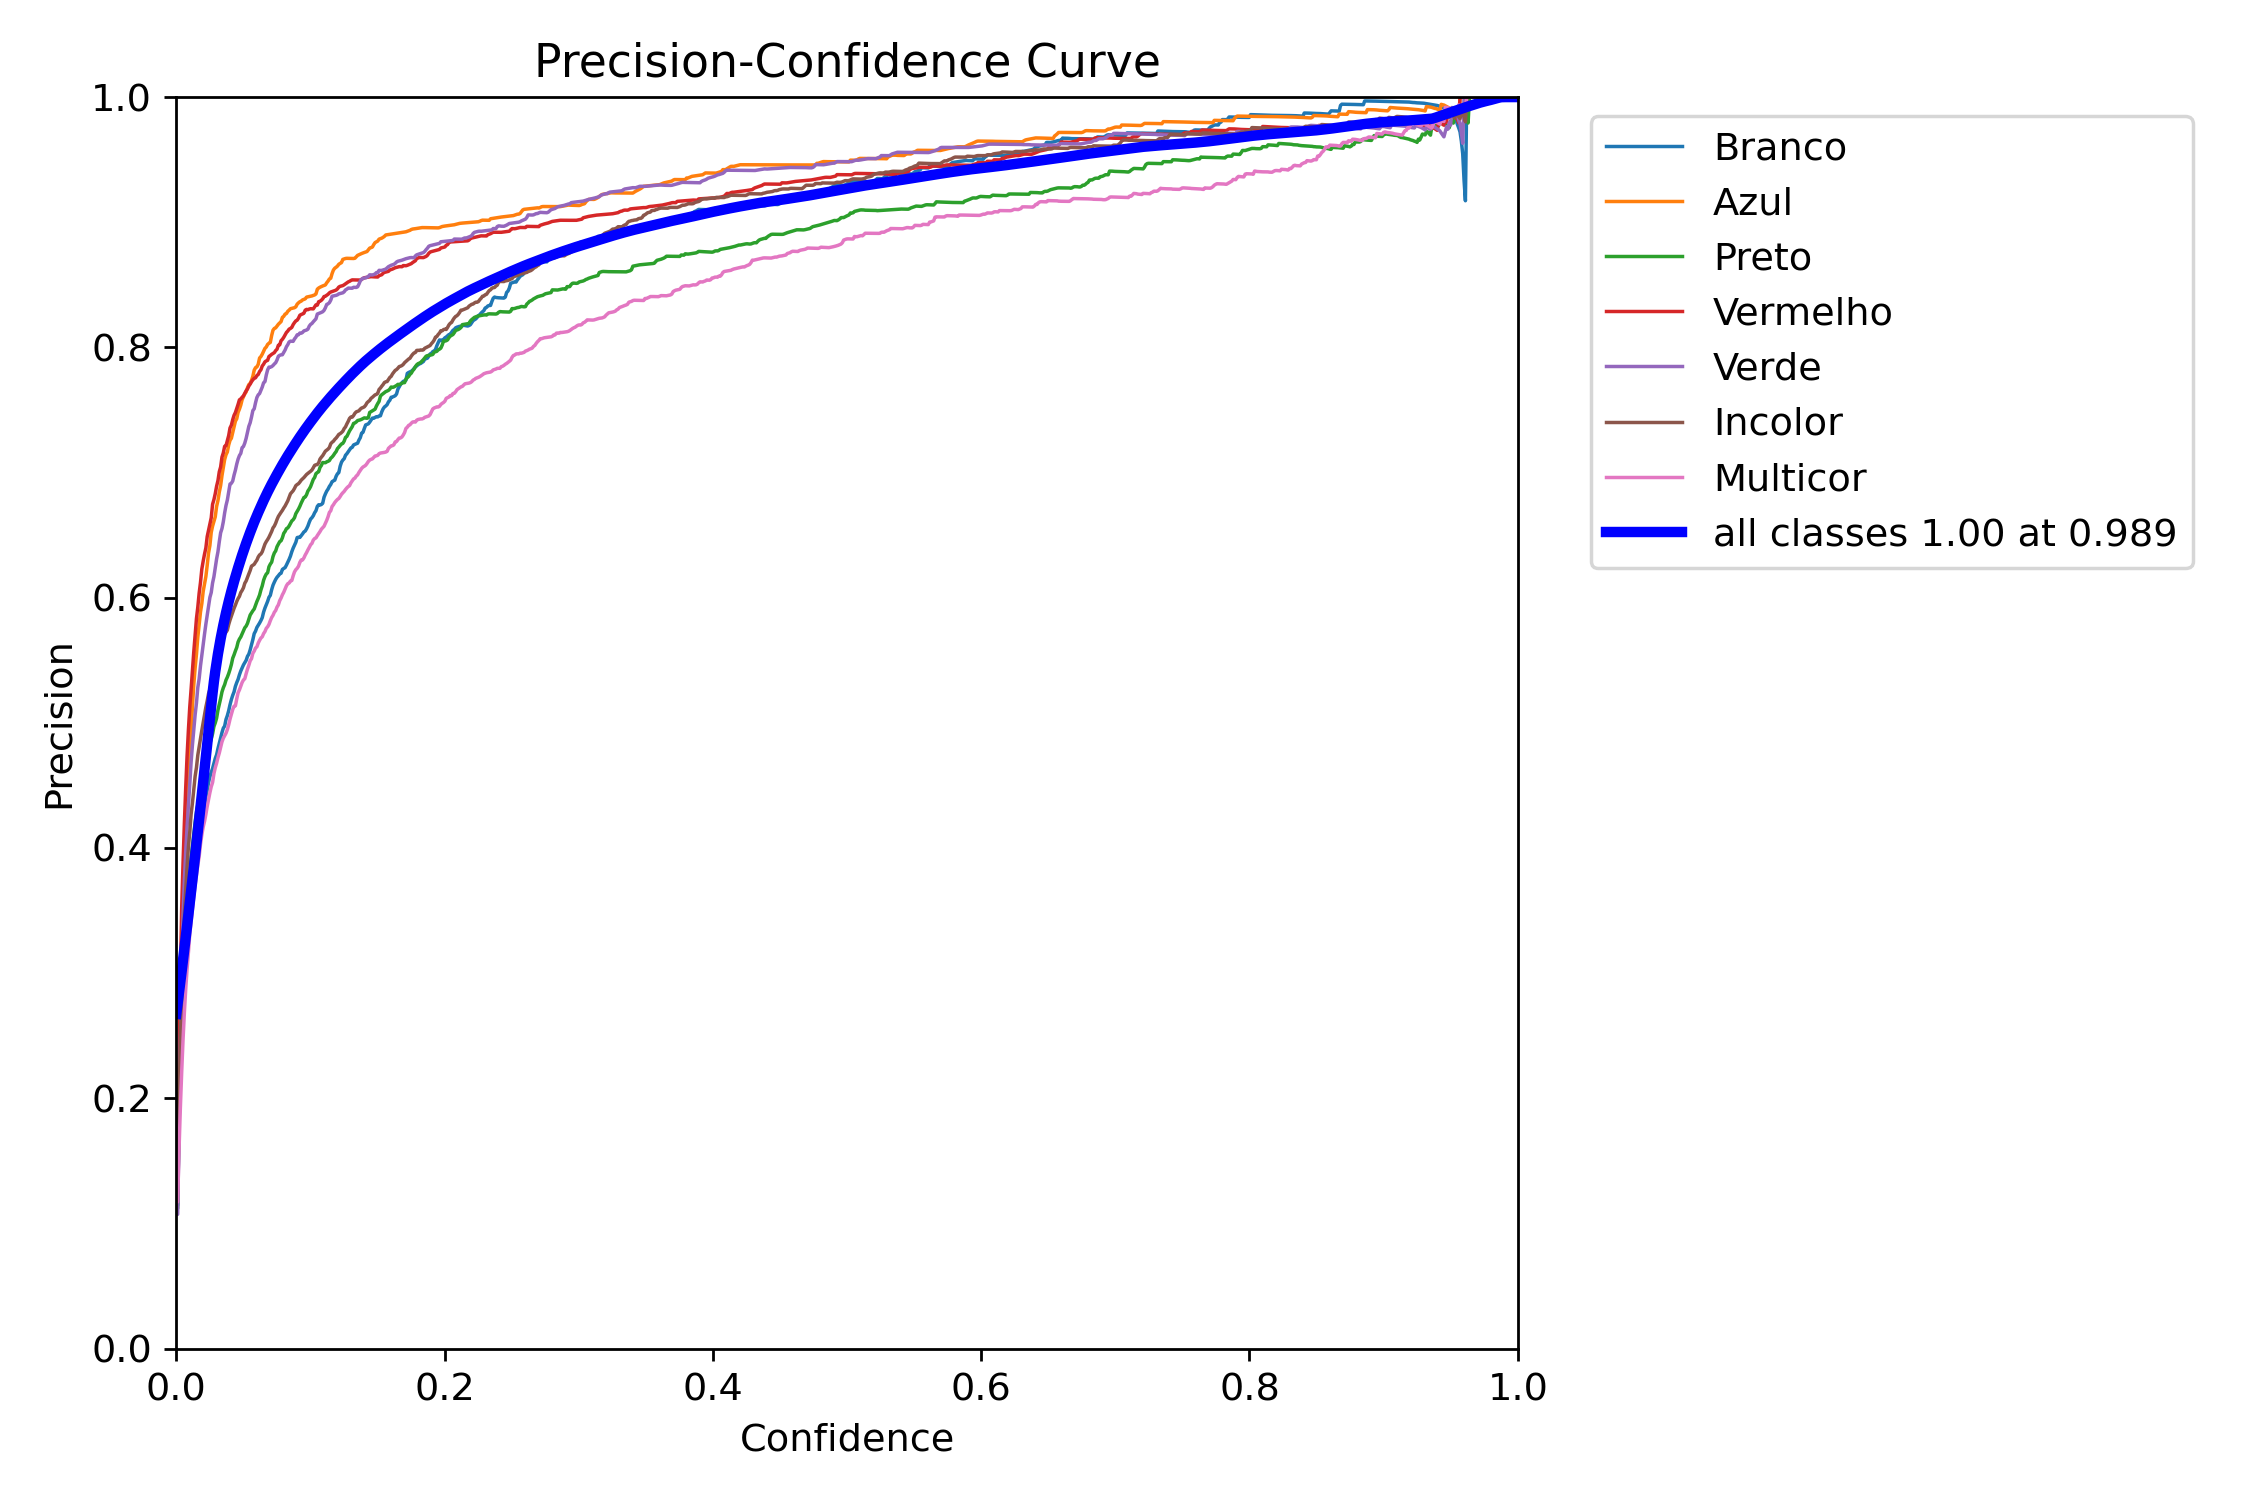 Precision-Confidence Curve
1.0
0.8
0.6
0.4
0.2
0.0
Precision
0.0 0.2 0.4 0.6 0.8 1.0
Confidence
Branco
Azul
Preto
Vermelho
Verde
Incolor
Multicor
all classes 1.00 at 0.989